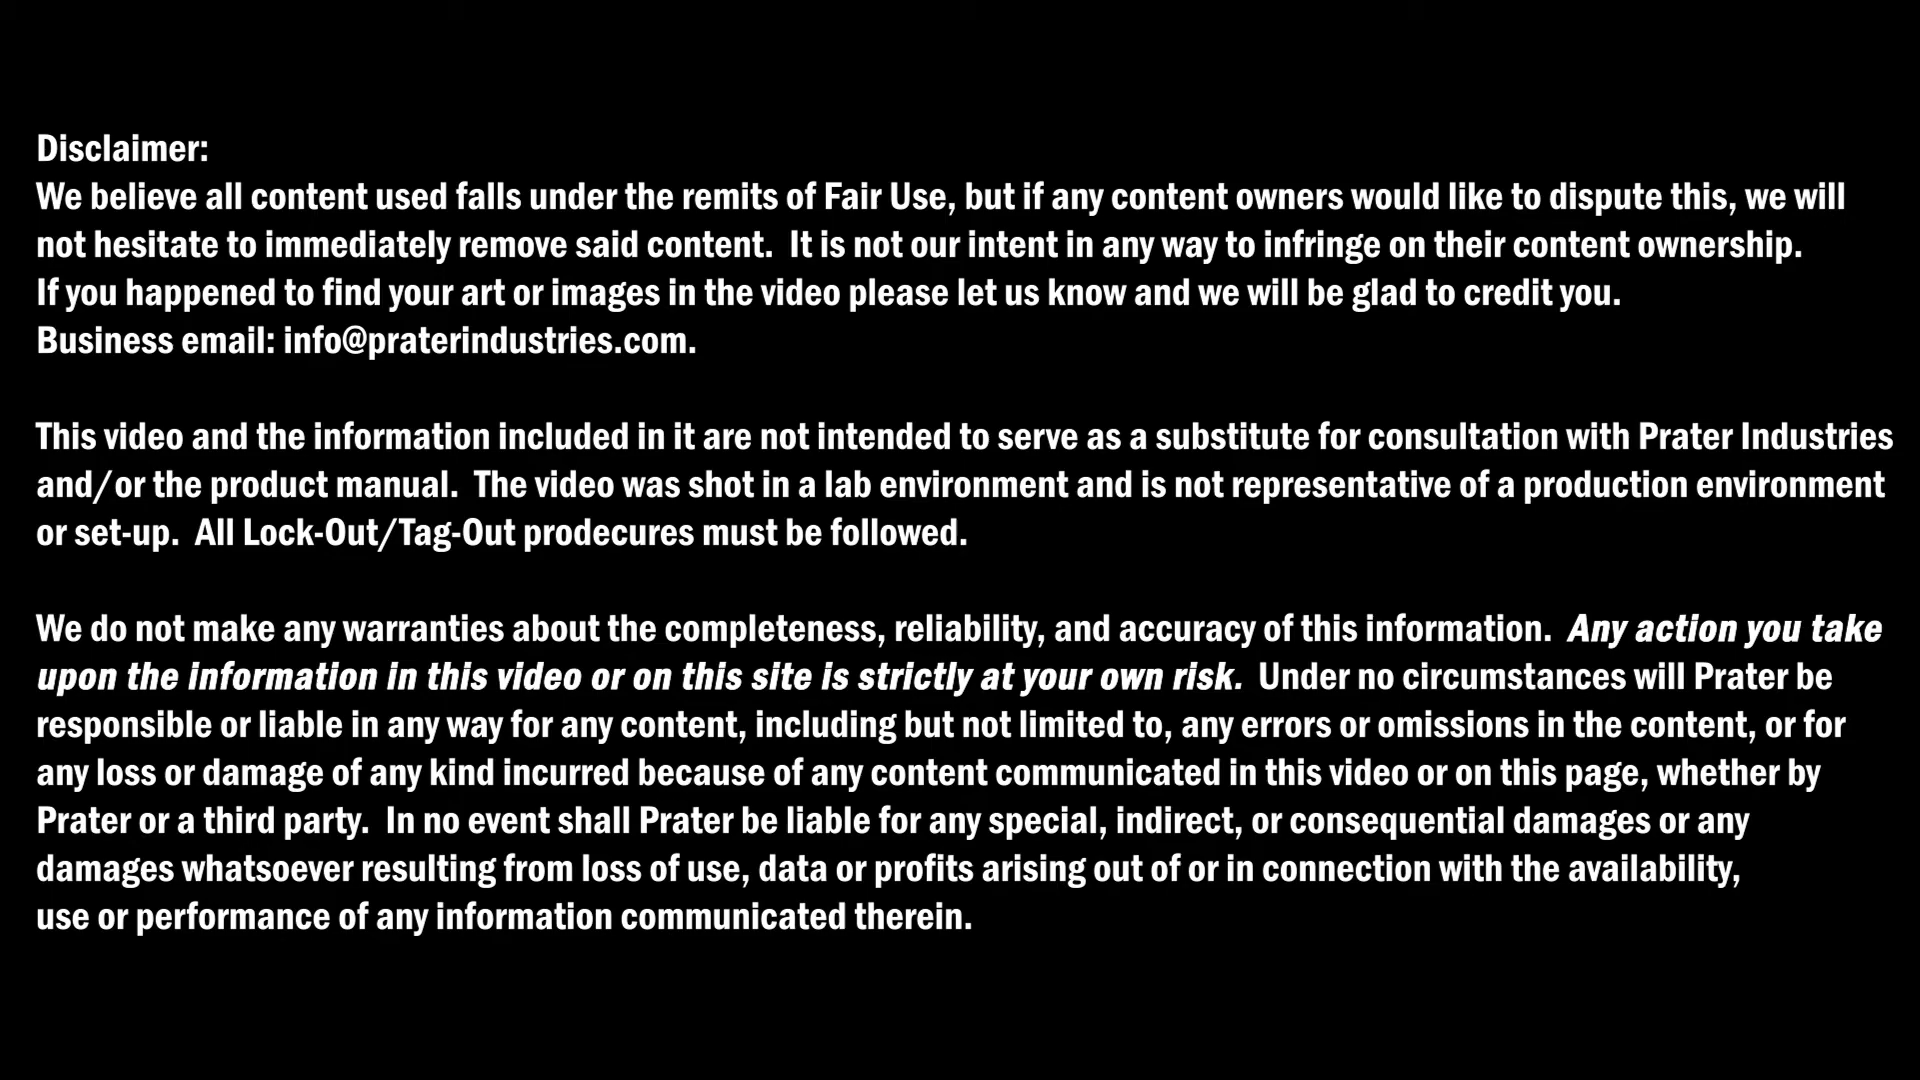 Disclaimer:
We believe all content used falls under the remits of Fair Use, but if any content owners would like to dispute this, we will
not hesitate to immediately remove said content.  It is not our intent in any way to infringe on their content ownership.
If you happened to find your art or images in the video please let us know and we will be glad to credit you.
Business email: info@praterindustries.com.
This video and the information included in it are not intended to serve as a substitute for consultation with Prater Industries
and/or the product manual.  The video was shot in a lab environment and is not representative of a production environment
or set-up.  All Lock-Out/Tag-Out prodecures must be followed.
We do not make any warranties about the completeness, reliability, and accuracy of this information.  Any action you take
upon the information in this video or on this site is strictly at your own risk.  Under no circumstances will Prater be
responsible or liable in any way for any content, including but not limited to, any errors or omissions in the content, or for
any loss or damage of any kind incurred because of any content communicated in this video or on this page, whether by
Prater or a third party.  In no event shall Prater be liable for any special, indirect, or consequential damages or any
damages whatsoever resulting from loss of use, data or profits arising out of or in connection with the availability,
use or performance of any information communicated therein.